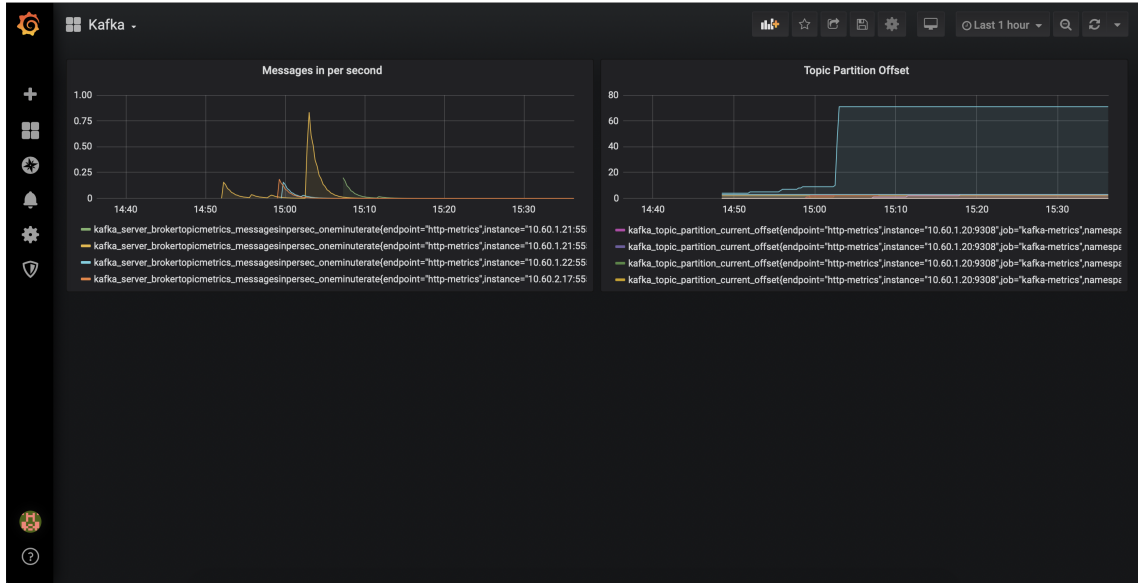 Kafka
Last 1 hour
Messages in per second
1.00
0.75
0.50
0.25
0
14:40 14:50 15:00 15:10 15:20 15:30
kafka_server_brokertopicmetrics_messagesinpersec_oneminuterate{endpoint="http-metrics",instance="10.60.1.21:55
kafka_server_brokertopicmetrics_messagesinpersec_oneminuterate{endpoint="http-metrics",instance="10.60.1.21:55
kafka_server_brokertopicmetrics_messagesinpersec_oneminuterate{endpoint="http-metrics",instance="10.60.1.22:55
kafka_server_brokertopicmetrics_messagesinpersec_oneminuterate{endpoint="http-metrics",instance="10.60.2.17:55
Topic Partition Offset
80
60
40
20
0
14:40 14:50 15:00 15:10 15:20 15:30
kafka_topic_partition_current_offset{endpoint="http-metrics",instance="10.60.1.20:9308",job="kafka-metrics",namespa
kafka_topic_partition_current_offset{endpoint="http-metrics",instance="10.60.1.20:9308",job="kafka-metrics",namespa
kafka_topic_partition_current_offset{endpoint="http-metrics",instance="10.60.1.20:9308",job="kafka-metrics",namespa
kafka_topic_partition_current_offset{endpoint="http-metrics",instance="10.60.1.20:9308",job="kafka-metrics",namespa